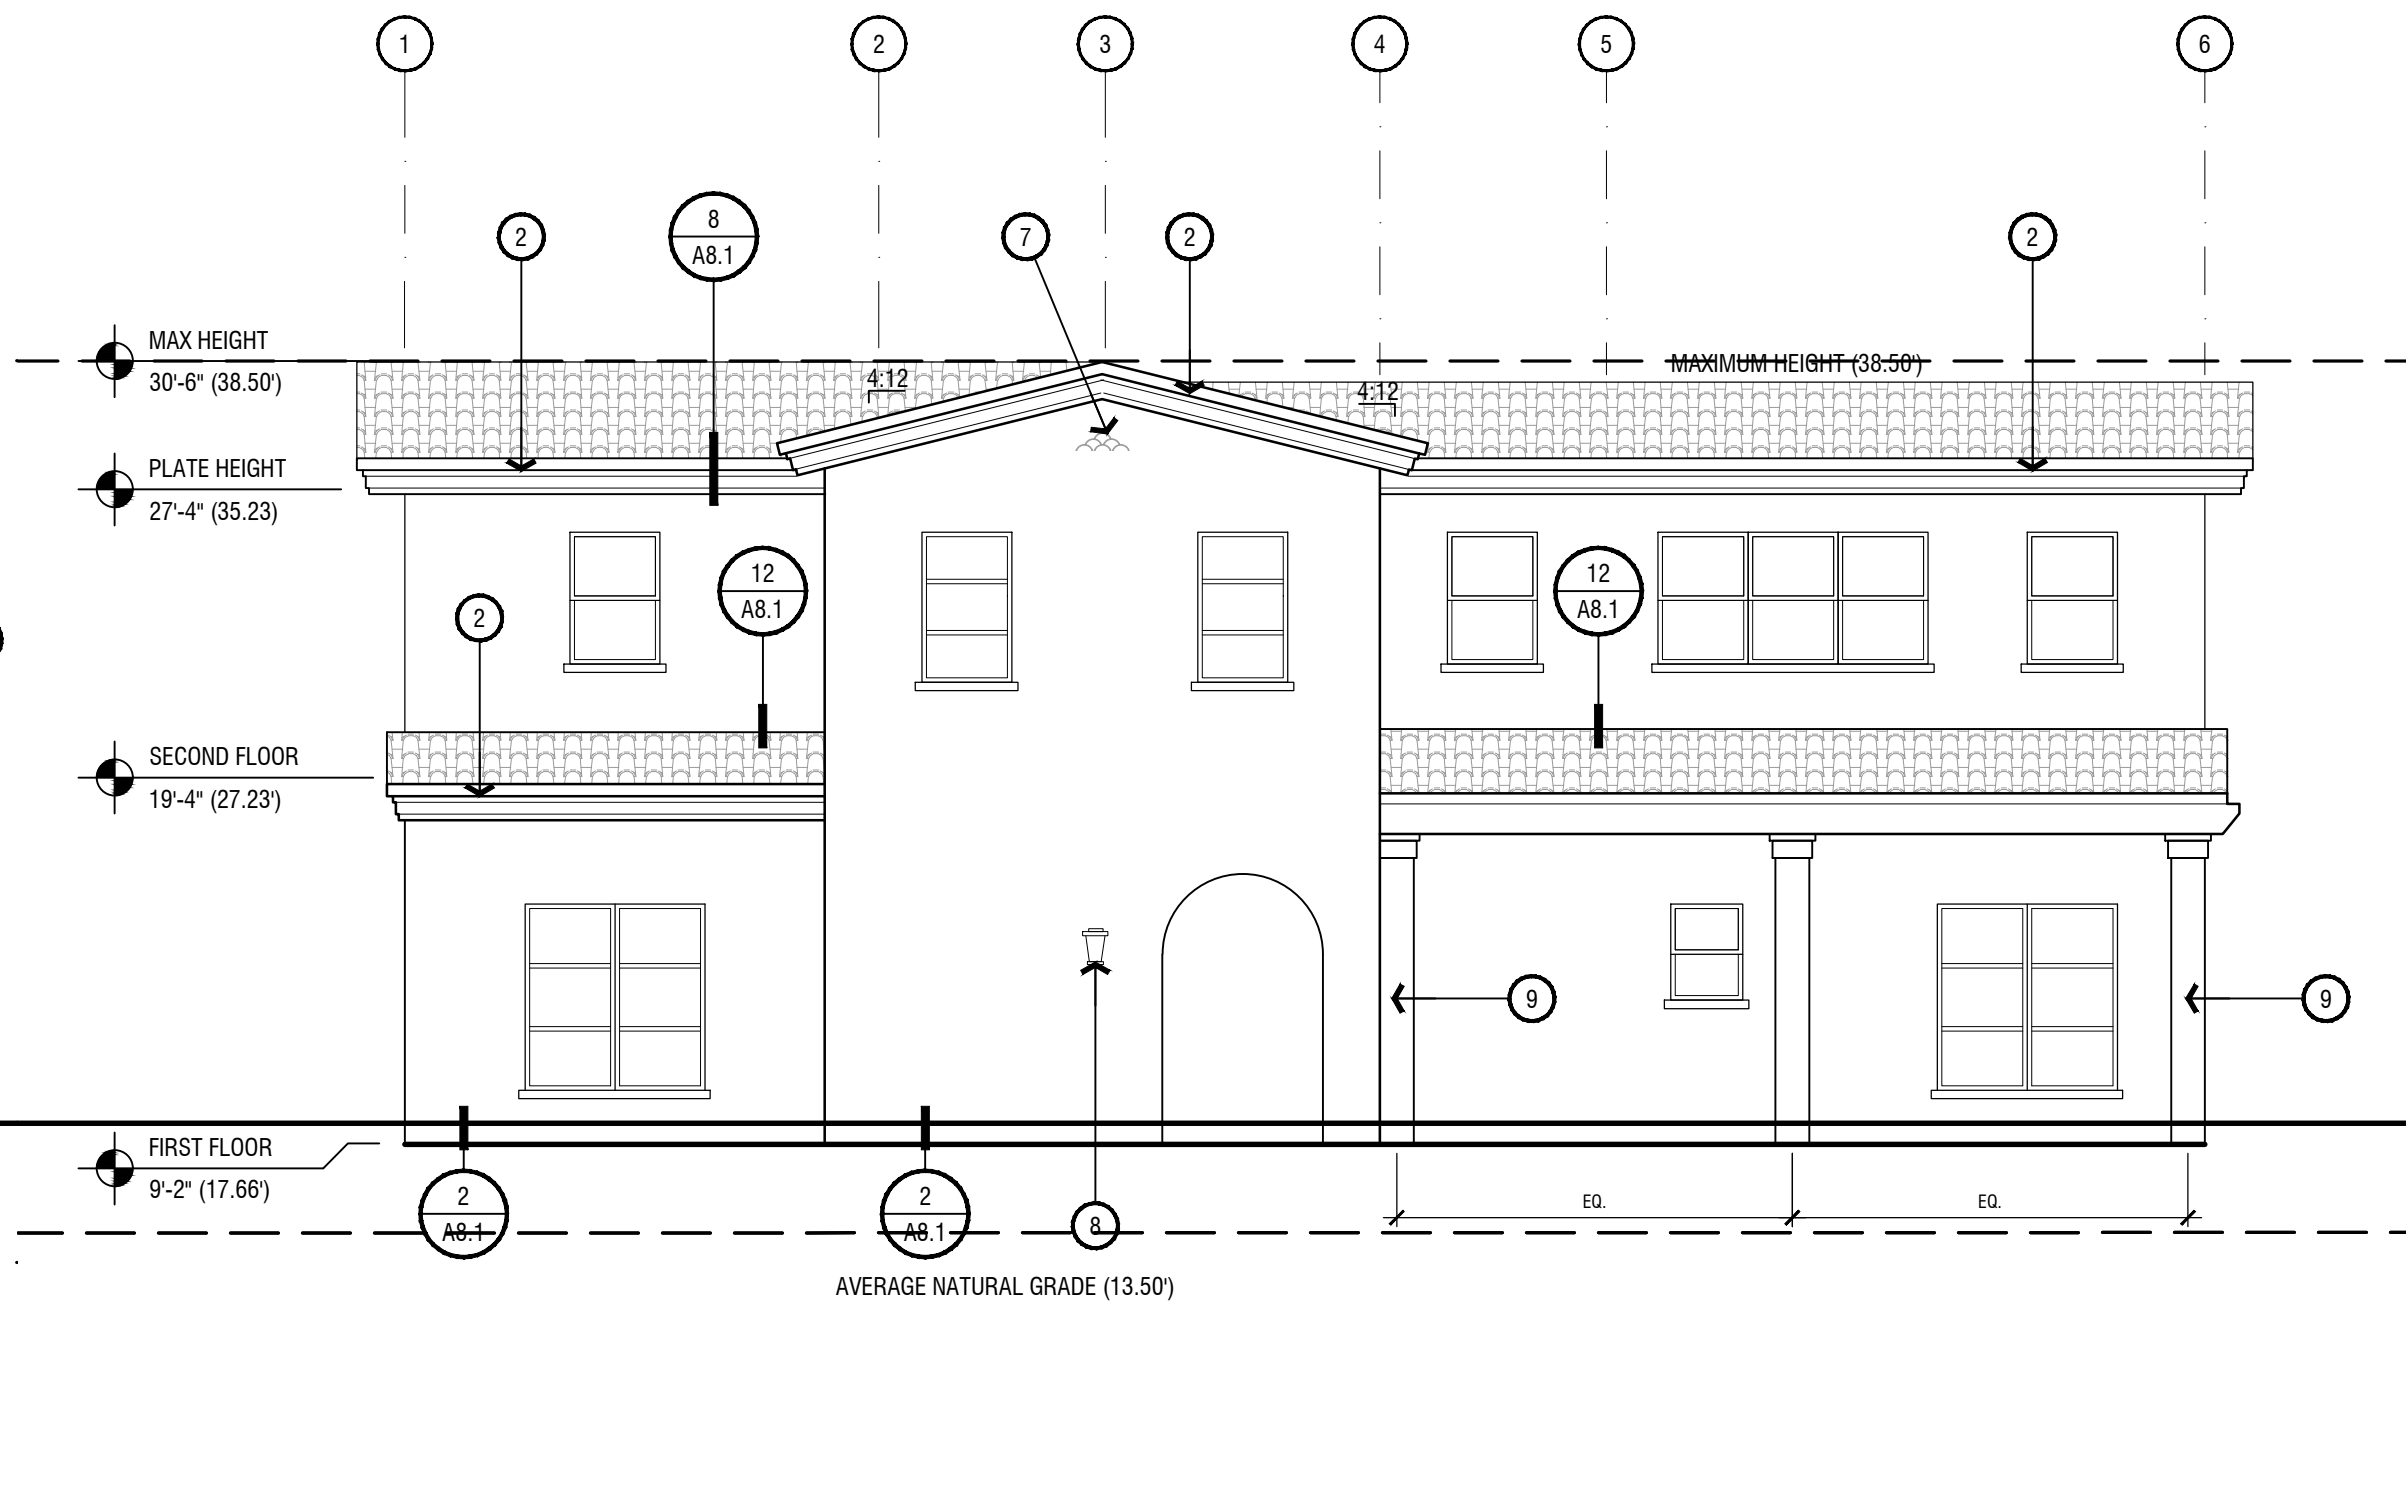 1
2
3
4
5
6
8
A8.1
2
7
2
2
MAX HEIGHT
30'-6" (38.50')
MAXIMUM HEIGHT (38.50')
4:12
4:12
PLATE HEIGHT
27'-4" (35.23)
12
A8.1
12
A8.1
2
SECOND FLOOR
19'-4" (27.23')
9
9
FIRST FLOOR
9'-2" (17.66')
2
A8.1
2
A8.1
8
EQ.
EQ.
AVERAGE NATURAL GRADE (13.50')